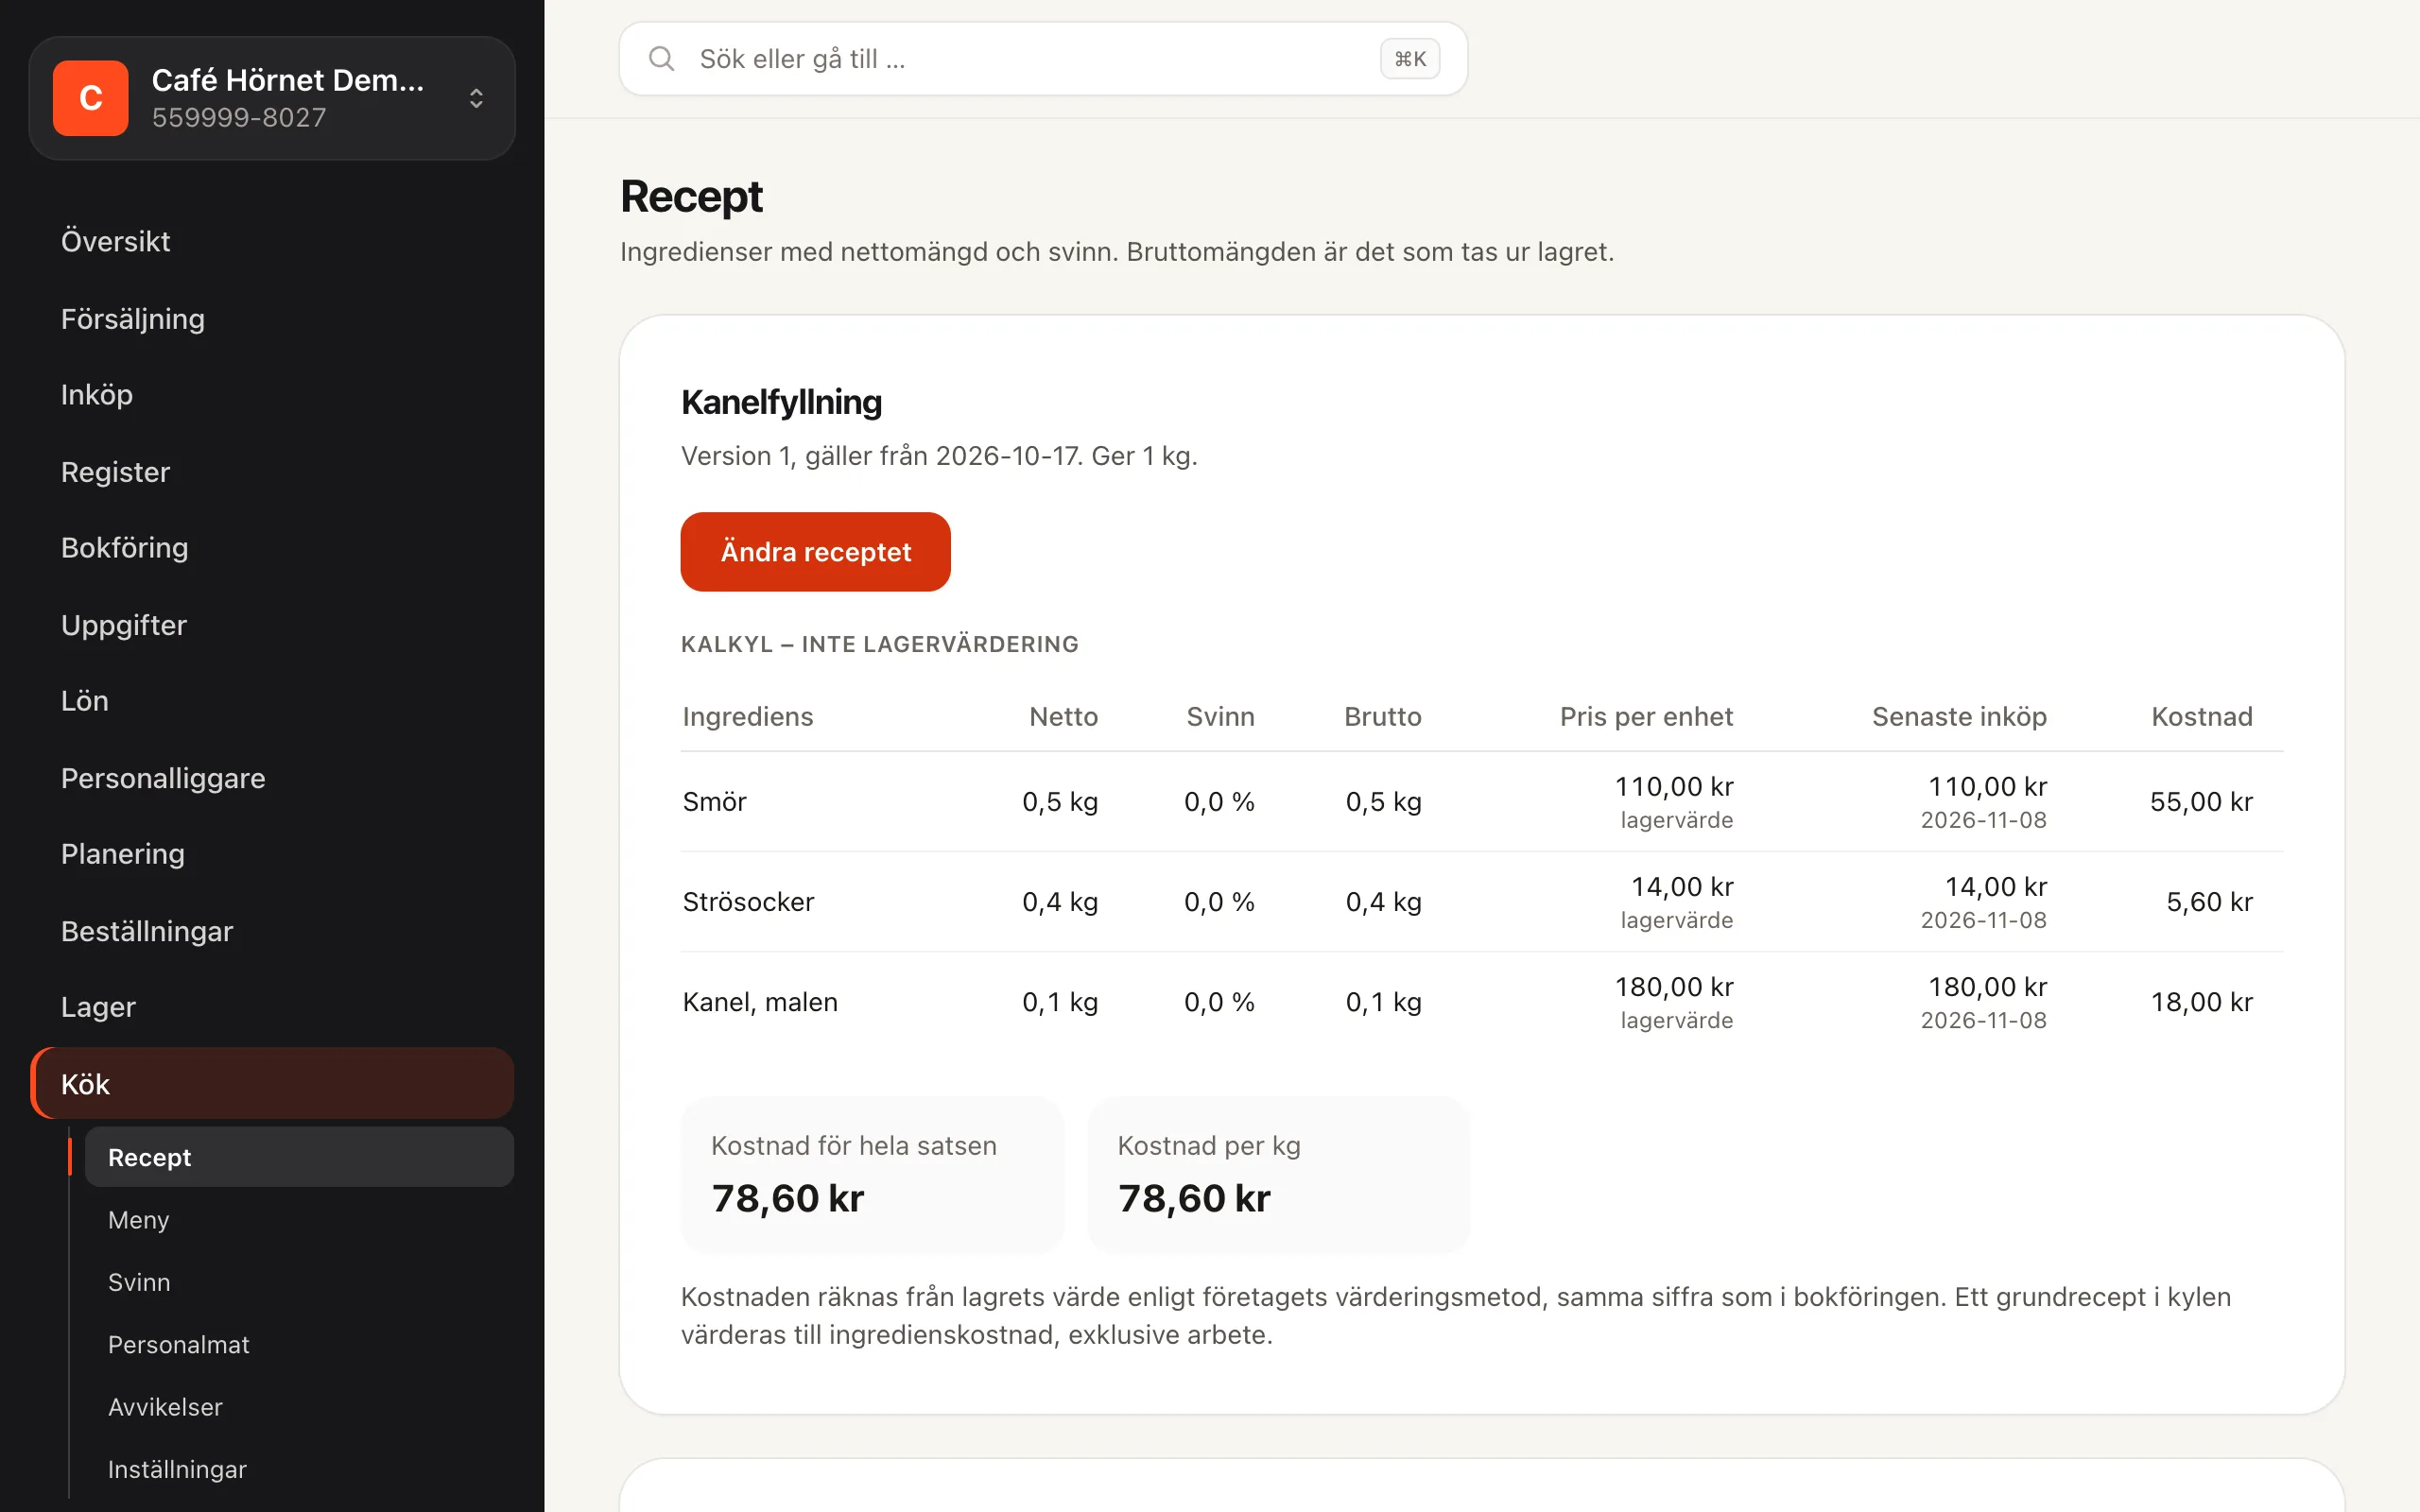 C
Café Hörnet Dem...
559999-8027
Översikt
Försäljning
Inköp
Register
Bokföring
Uppgifter
Lön
Personalliggare
Planering
Beställningar
Lager
Kök
Recept
Meny
Svinn
Personalmat
Avvikelser
Inställningar
Sök eller gå till ...
⌘K
Recept
Ingredienser med nettomängd och svinn. Bruttomängden är det som tas ur lagret.
Kanelfyllning
Version 1, gäller från 2026-10-17. Ger 1 kg.
Ändra receptet
KALKYL – INTE LAGERVÄRDERING
Ingrediens Netto Svinn Brutto Pris per enhet Senaste inköp Kostnad
Smör 0,5 kg 0,0 % 0,5 kg 110,00 kr 110,00 kr 55,00 kr
lagervärde 2026-11-08
Strösocker 0,4 kg 0,0 % 0,4 kg 14,00 kr 14,00 kr 5,60 kr
lagervärde 2026-11-08
Kanel, malen 0,1 kg 0,0 % 0,1 kg 180,00 kr 180,00 kr 18,00 kr
lagervärde 2026-11-08
Kostnad för hela satsen
78,60 kr
Kostnad per kg
78,60 kr
Kostnaden räknas från lagrets värde enligt företagets värderingsmetod, samma siffra som i bokföringen. Ett grundrecept i kylen
värderas till ingredienskostnad, exklusive arbete.